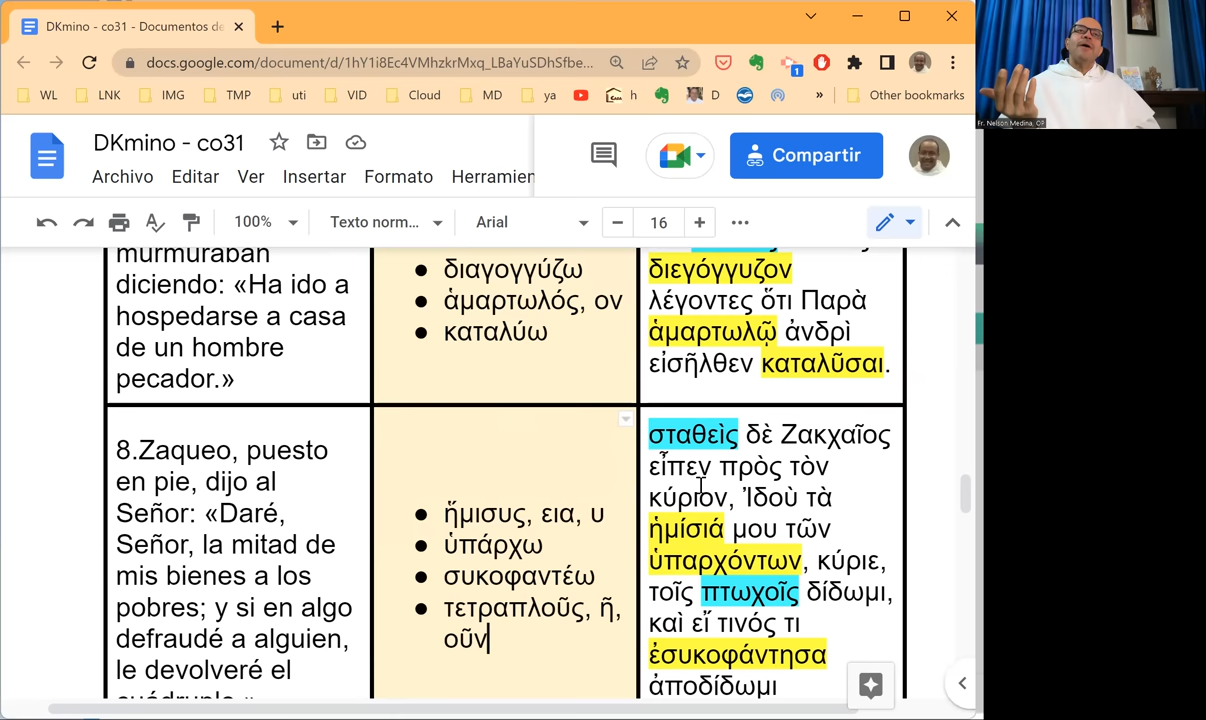 DKmino - co31 - Documentos de
docs.google.com/document/d/1hY1i8Ec4VMhzkrMxq_LBaYuSDhSfbe...
1
WL LNK IMG TMP uti VID Cloud MD ya h D » Other bookmarks
Fr. Nelson Medina, OP
DKmino - co31
Compartir
Archivo Editar Ver Insertar Formato Herramien
100% Texto norm... Arial 16
murmuraban
diciendo: «Ha ido a
hospedarse a casa
de un hombre
pecador.»
διαγογγύζω
ἁμαρτωλός, ον
καταλύω
διεγόγγυζον
λέγοντες ὅτι Παρὰ
ἁμαρτωλῷ ἀνδρὶ
εἰσῆλθεν καταλῦσαι.
8.Zaqueo, puesto
en pie, dijo al
Señor: «Daré,
Señor, la mitad de
mis bienes a los
pobres; y si en algo
defraudé a alguien,
le devolveré el
ἥμισυς, εια, υ
ὑπάρχω
συκοφαντέω
τετραπλοῦς, ῆ,
οῦν
σταθεὶς δὲ Ζακχαῖος
εἶπεν πρὸς τὸν
κύριον, Ἰδοὺ τὰ
ἡμίσιά μου τῶν
ὑπαρχόντων, κύριε,
τοῖς πτωχοῖς δίδωμι,
καὶ εἴ τινός τι
ἐσυκοφάντησα
ἀποδίδωμι